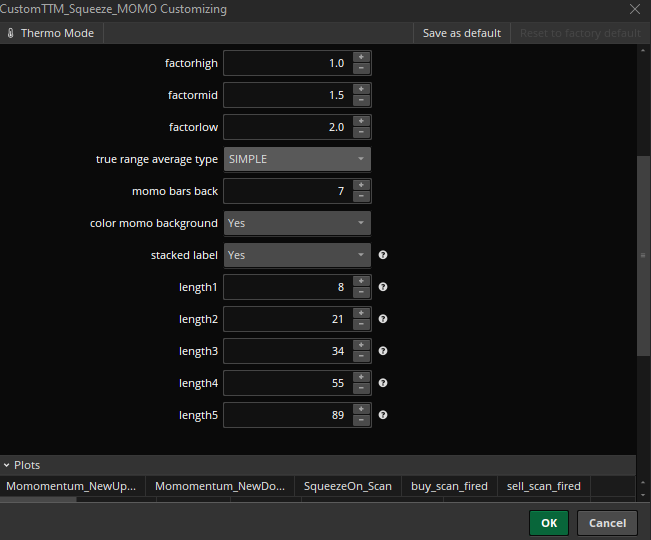 CustomTTM_Squeeze_MOMO Customizing
Thermo Mode Save as default Reset to factory default
factorhigh 1.0
factormid 1.5
factorlow 2.0
true range average type SIMPLE
momo bars back 7
color momo background Yes
stacked label Yes
length1 8
length2 21
length3 34
length4 55
length5 89
Plots
Momomentum_NewUp... Momomentum_NewDo... SqueezeOn_Scan buy_scan_fired sell_scan_fired
OK Cancel